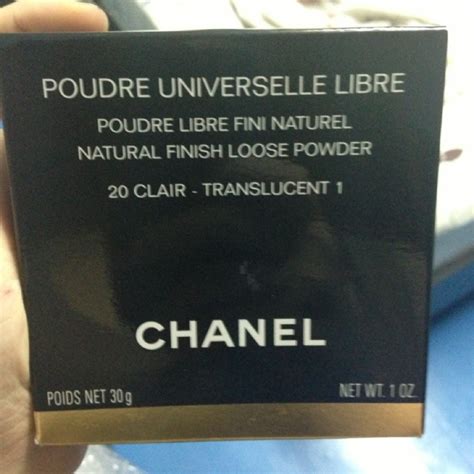 POUDRE UNIVERSELLE LIBRE
POUDRE LIBRE FINI NATUREL
NATURAL FINISH LOOSE POWDER
20 CLAIR - TRANSLUCENT 1
CHANEL
POIDS NET 30g NET WT. 1 OZ.